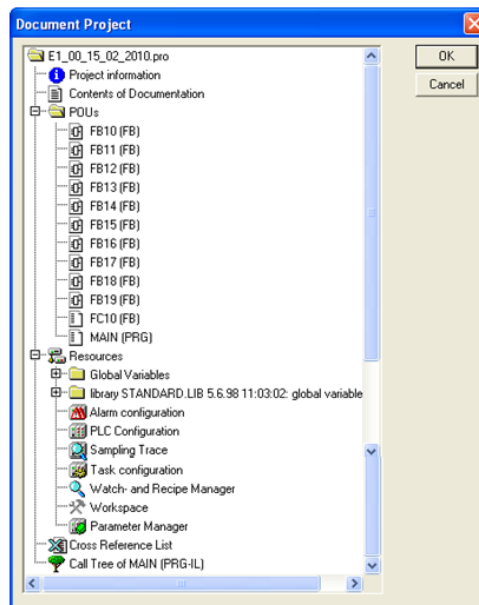 Document Project
OK
Cancel
E1_00_15_02_2010.pro
Project information
Contents of Documentation
POUs
FB10 (FB)
FB11 (FB)
FB12 (FB)
FB13 (FB)
FB14 (FB)
FB15 (FB)
FB16 (FB)
FB17 (FB)
FB18 (FB)
FB19 (FB)
FC10 (FB)
MAIN (PRG)
Resources
Global Variables
library STANDARD.LIB 5.6.98 11:03:02: global variable
Alarm configuration
PLC Configuration
Sampling Trace
Task configuration
Watch- and Recipe Manager
Workspace
Parameter Manager
Cross Reference List
Call Tree of MAIN (PRG-IL)